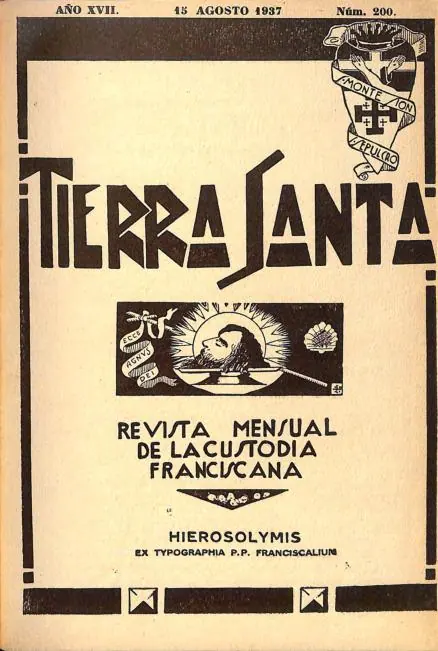 AÑO XVII. 15 AGOSTO 1937 Núm. 200.
S. MONTE SION
S. SEPULCRO
TIERRA SANTA
ECCE
AGNVS
DEI
REVISTA MENSUAL
DE LA CUSTODIA
FRANCISCANA
HIEROSOLYMIS
EX TYPOGRAPHIA P.P. FRANCISCALIUM